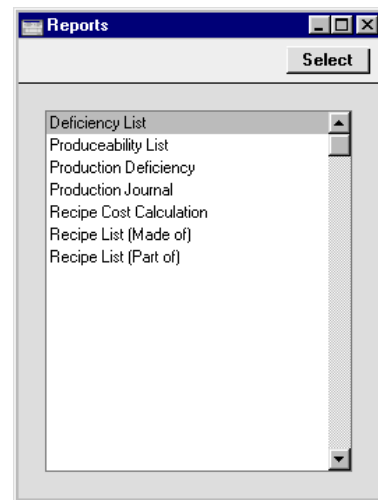 Reports
Select
Deficiency List
Produceability List
Production Deficiency
Production Journal
Recipe Cost Calculation
Recipe List (Made of)
Recipe List (Part of)